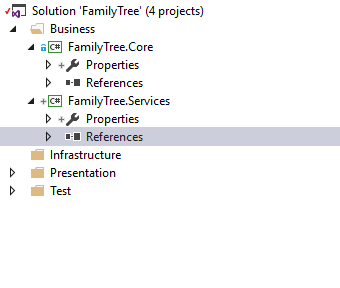 Solution 'FamilyTree' (4 projects)
Business
C# FamilyTree.Core
Properties
References
C# FamilyTree.Services
Properties
References
Infrastructure
Presentation
Test